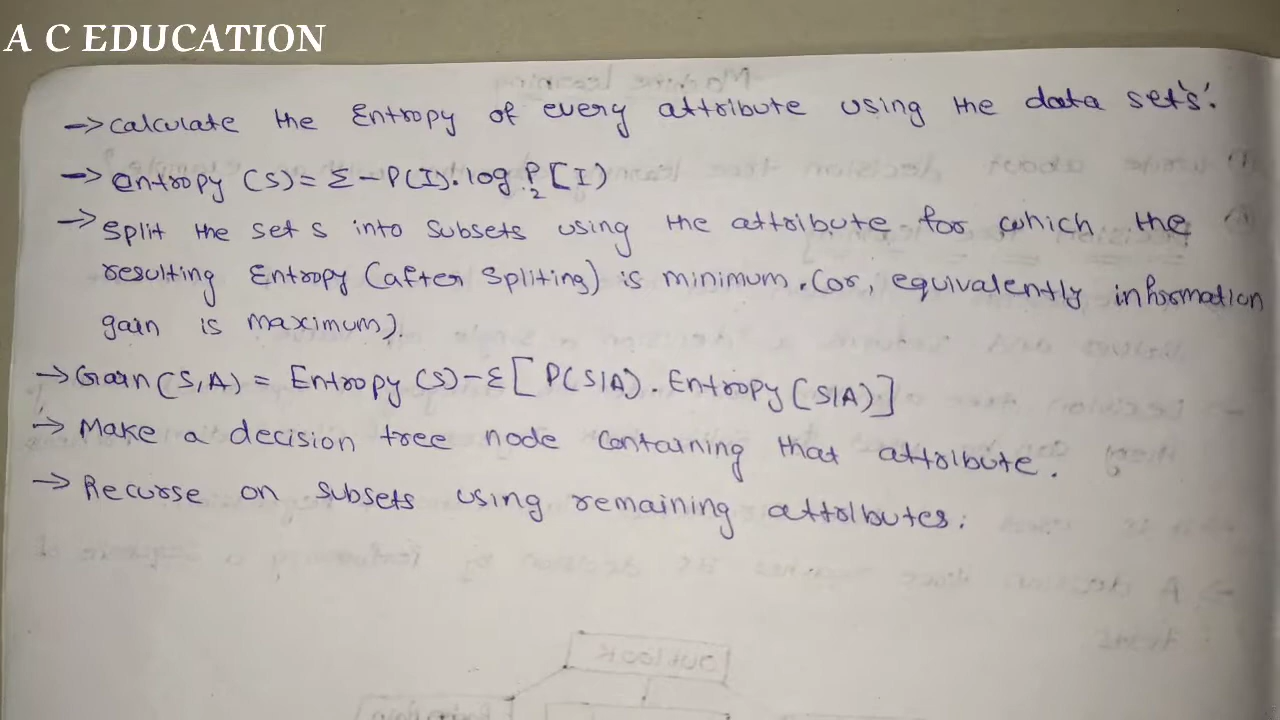 A C EDUCATION
→ Calculate the Entropy of every attribute using the data set's'.
→ entropy (S) = Σ - P(I). log P₂ [I)
→ Split the set s into subsets using the attribute for which the
resulting Entropy (after spliting) is minimum. (or, equivalently information
gain is maximum).
→ Gain (S,A) = Entropy (S) - Σ [ P(S|A) . Entropy (S|A) ]
→ Make a decision tree node containing that attribute.
→ Recurse on subsets using remaining attributes.